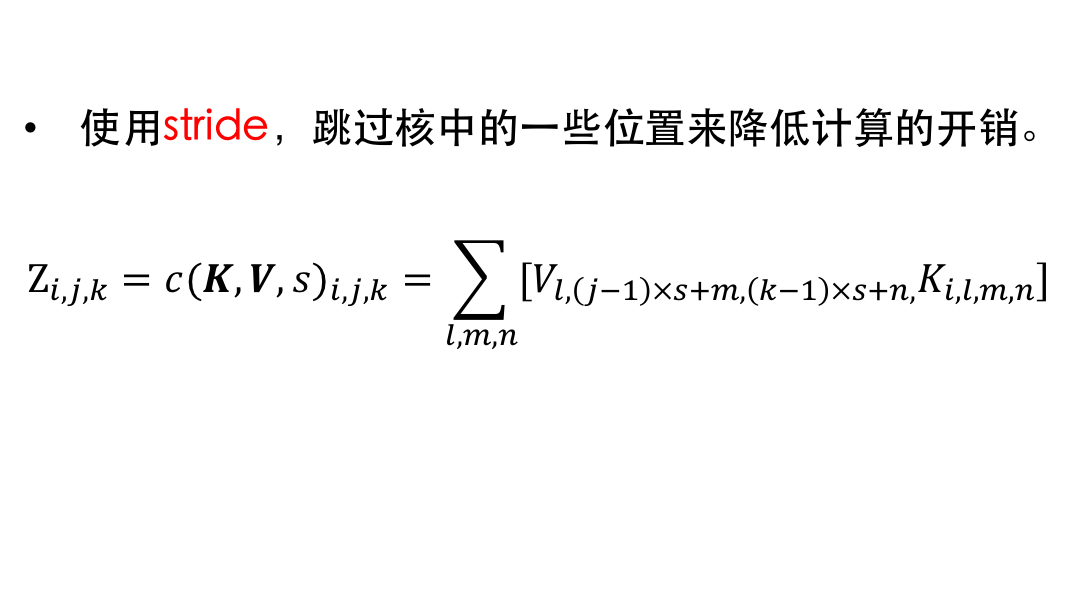 • 使用stride，跳过核中的一些位置来降低计算的开销。
Z_{i,j,k} = c(K, V, s)_{i,j,k} = ∑_{l,m,n} [V_{l,(j−1)×s+m,(k−1)×s+n,} K_{i,l,m,n}]